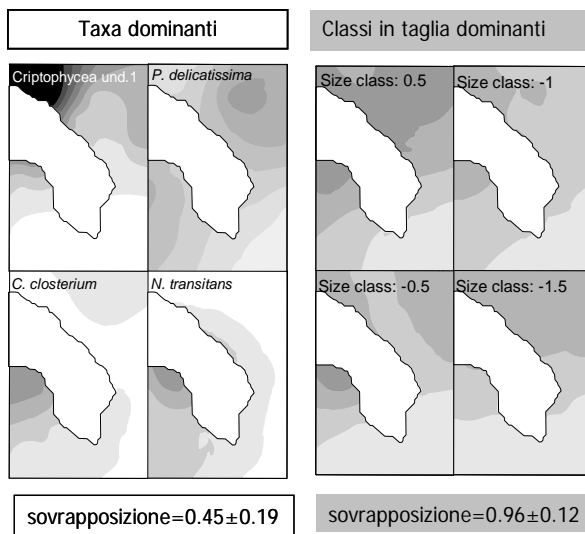 Taxa dominanti
Classi in taglia dominanti
Criptophycea und.1
P. delicatissima
Size class: 0.5
Size class: -1
C. closterium
N. transitans
Size class: -0.5
Size class: -1.5
sovrapposizione=0.45±0.19
sovrapposizione=0.96±0.12